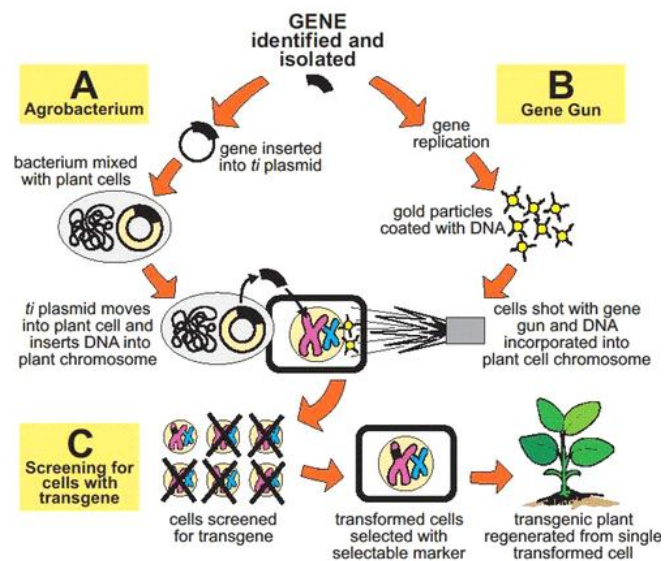 GENE
identified and
isolated
A
Agrobacterium
B
Gene Gun
gene inserted
into ti plasmid
gene
replication
bacterium mixed
with plant cells
gold particles
coated with DNA
ti plasmid moves
into plant cell and
inserts DNA into
plant chromosome
cells shot with gene
gun and DNA
incorporated into
plant cell chromosome
C
Screening for
cells with
transgene
cells screened
for transgene
transformed cells
selected with
selectable marker
transgenic plant
regenerated from single
transformed cell